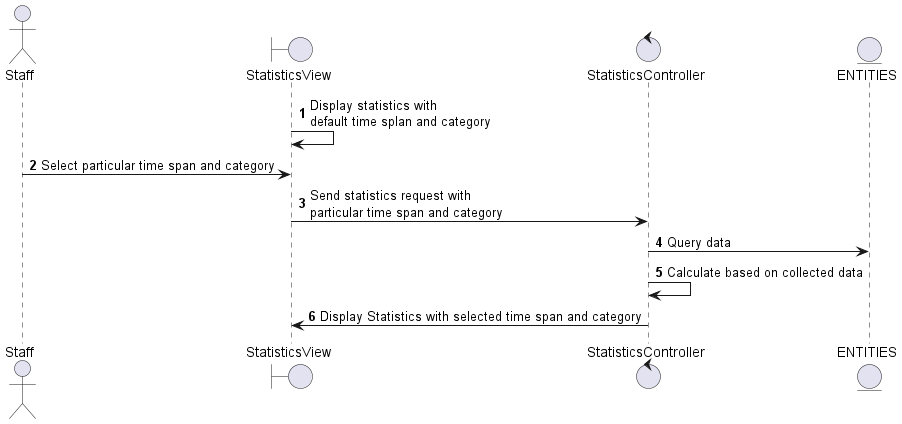 Staff
StatisticsView
StatisticsController
ENTITIES
1 Display statistics with
default time splan and category
2 Select particular time span and category
3 Send statistics request with
particular time span and category
4 Query data
5 Calculate based on collected data
6 Display Statistics with selected time span and category
Staff
StatisticsView
StatisticsController
ENTITIES